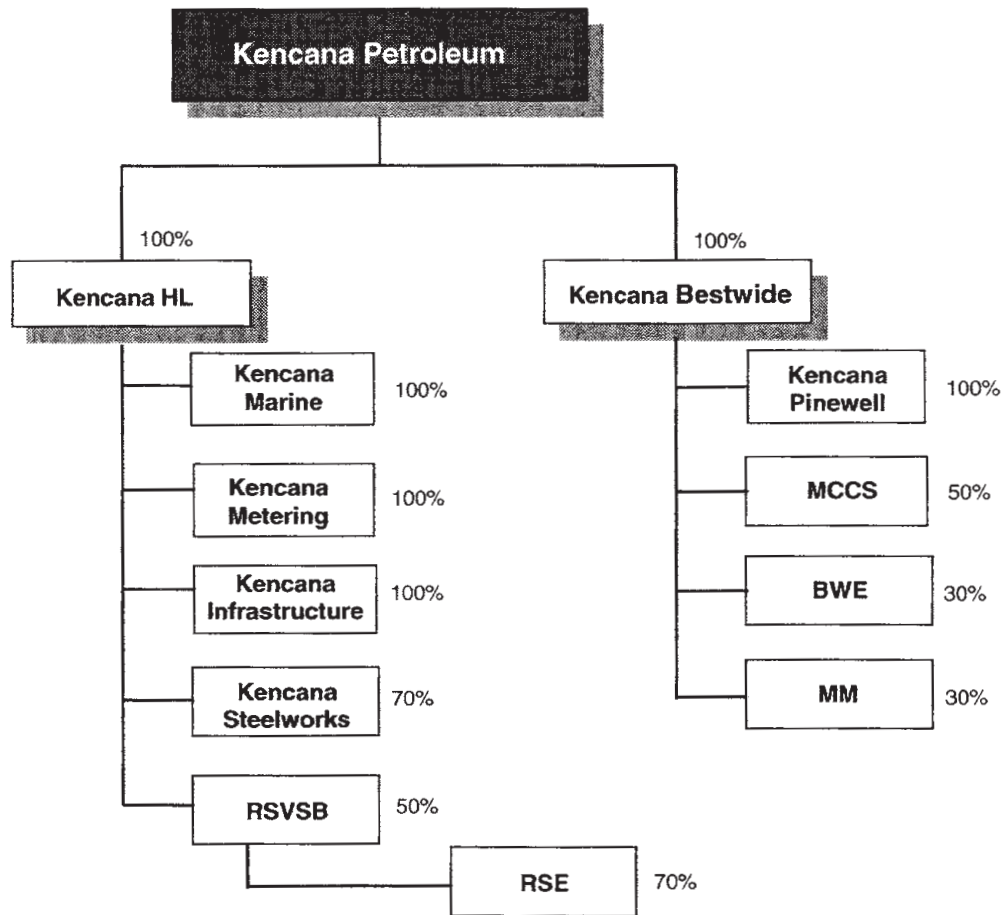 Kencana Petroleum
100%
100%
Kencana HL
Kencana Bestwide
Kencana
Marine
100%
Kencana
Metering
100%
Kencana
Infrastructure
100%
Kencana
Steelworks
70%
RSVSB
50%
RSE
70%
Kencana
Pinewell
100%
MCCS
50%
BWE
30%
MM
30%